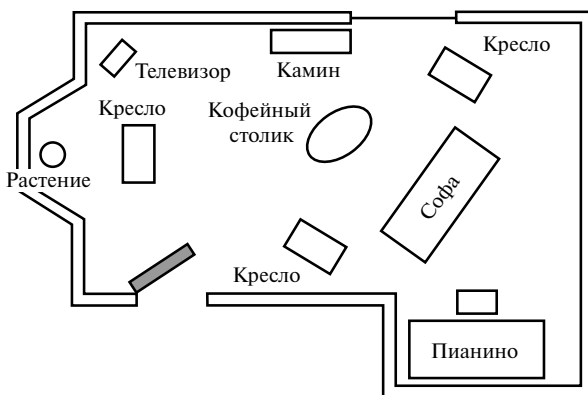 Кресло
Телевизор
Камин
Кресло
Кофейный
столик
Растение
Софа
Кресло
Пианино